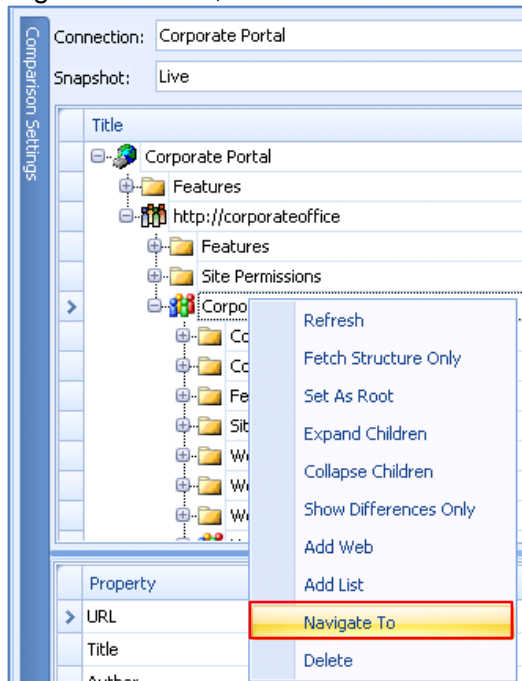 Comparison Settings
Connection: Corporate Portal
Snapshot: Live
Title
Corporate Portal
Features
http://corporateoffice
Features
Site Permissions
Corpo
Refresh
Fetch Structure Only
Set As Root
Expand Children
Collapse Children
Show Differences Only
Add Web
Add List
Navigate To
Delete
Property
URL
Title